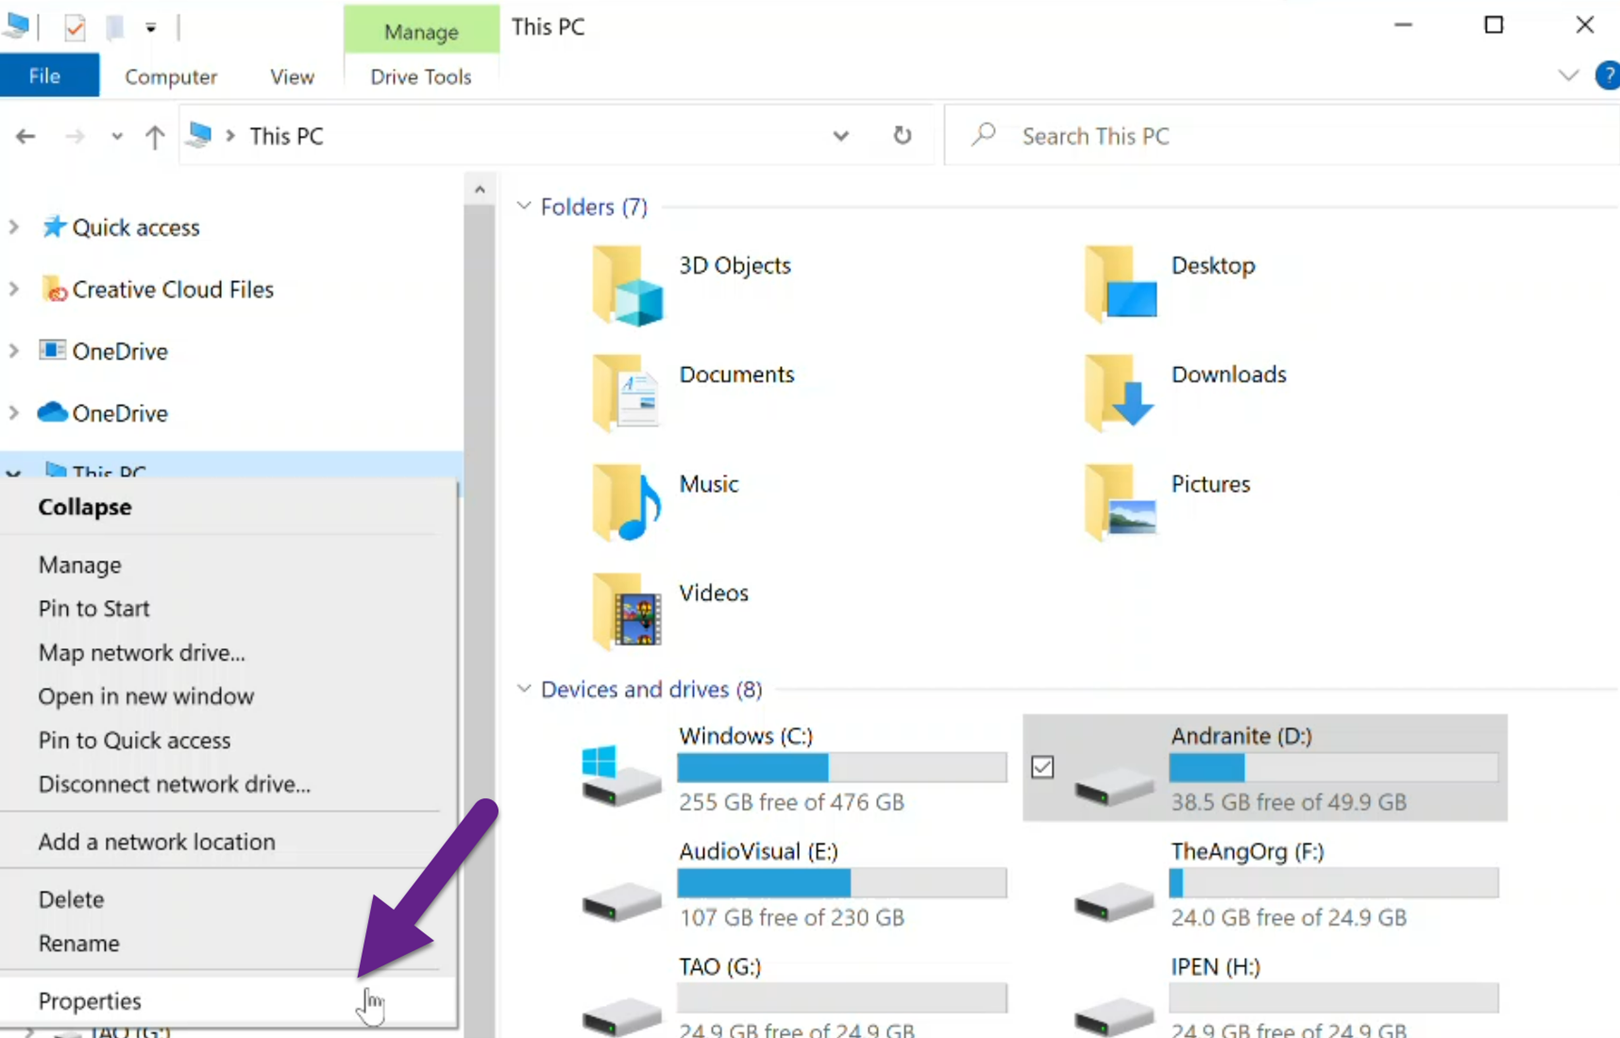 Manage
This PC
File
Computer
View
Drive Tools
?
This PC
Search This PC
Quick access
Creative Cloud Files
OneDrive
OneDrive
This PC
Collapse
Manage
Pin to Start
Map network drive...
Open in new window
Pin to Quick access
Disconnect network drive...
Add a network location
Delete
Rename
Properties
TAO (G:)
Folders (7)
3D Objects
Desktop
Documents
Downloads
Music
Pictures
Videos
Devices and drives (8)
Windows (C:)
255 GB free of 476 GB
Andranite (D:)
38.5 GB free of 49.9 GB
AudioVisual (E:)
107 GB free of 230 GB
TheAngOrg (F:)
24.0 GB free of 24.9 GB
TAO (G:)
24.9 GB free of 24.9 GB
IPEN (H:)
24.9 GB free of 24.9 GB